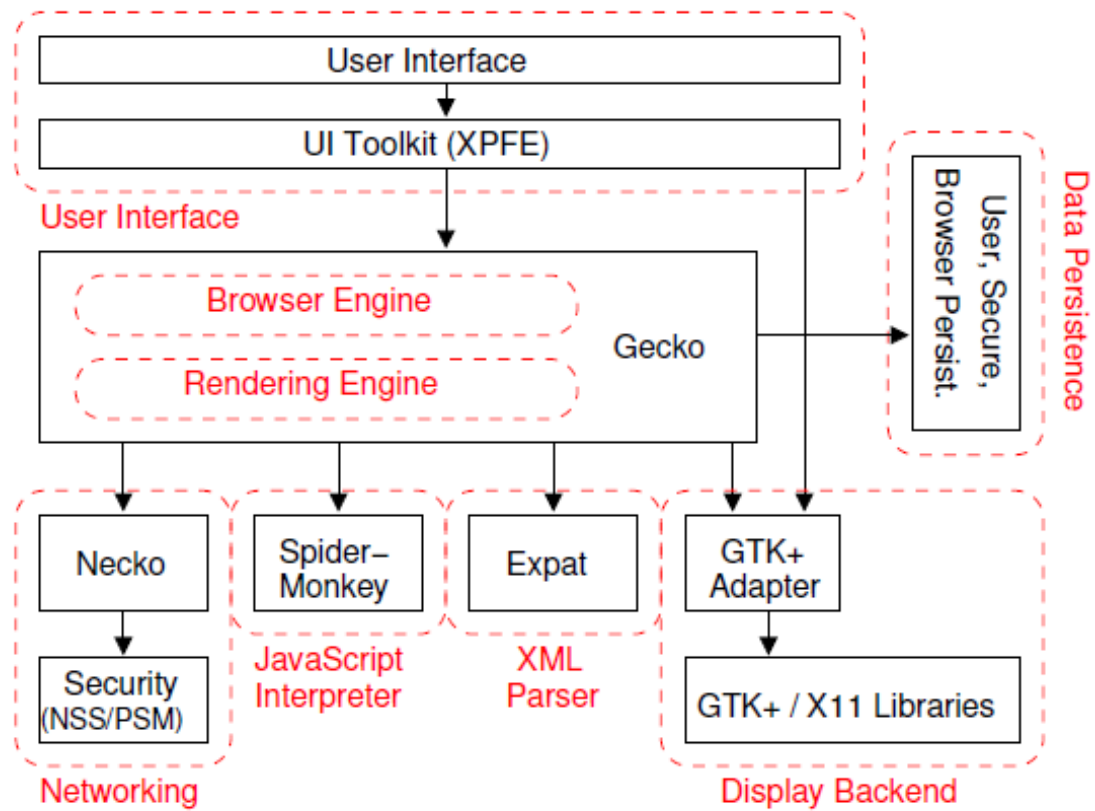 User Interface
UI Toolkit (XPFE)
User Interface
User, Secure,
Browser Persist.
Data Persistence
Browser Engine
Gecko
Rendering Engine
Necko
Spider−
Monkey
Expat
GTK+
Adapter
JavaScript
Interpreter
XML
Parser
Security
(NSS/PSM)
GTK+ / X11 Libraries
Networking
Display Backend